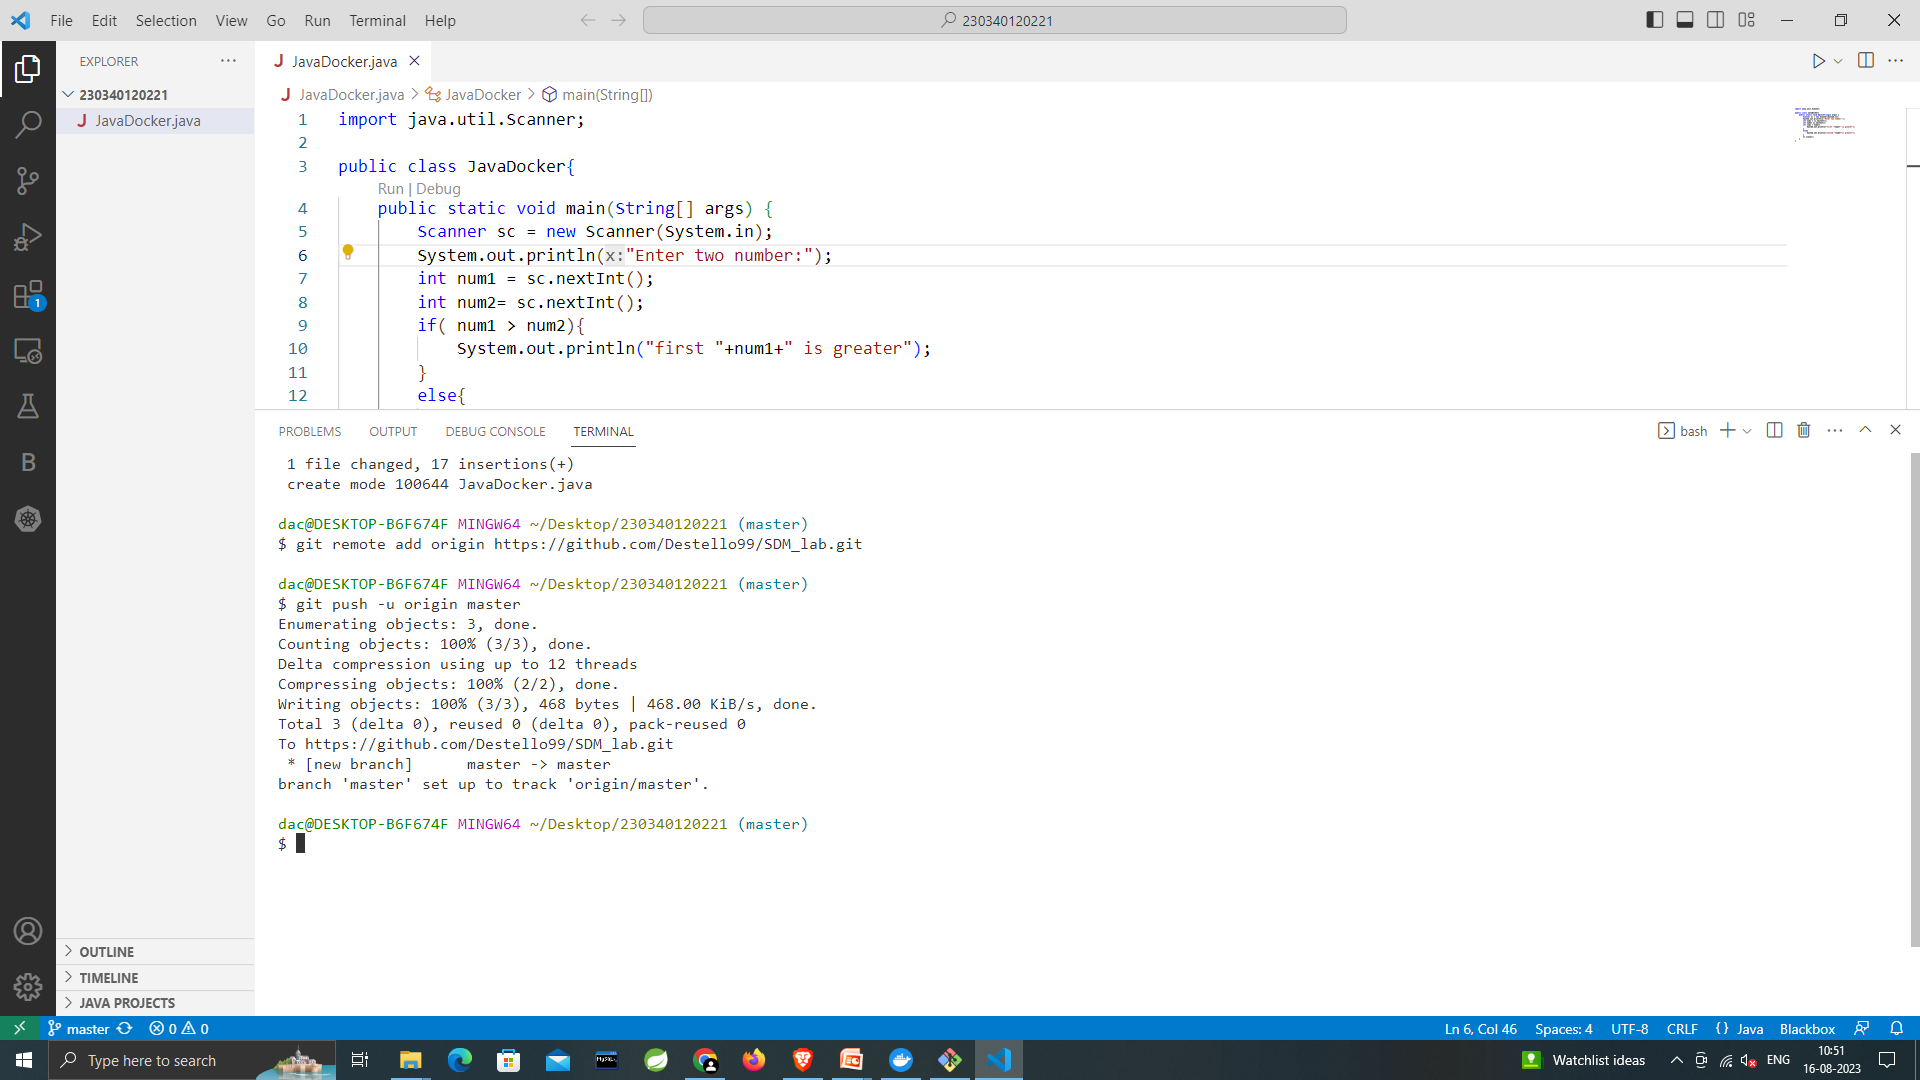 File Edit Selection View Go Run Terminal Help
230340120221
EXPLORER
230340120221
JavaDocker.java
JavaDocker.java
JavaDocker.java > JavaDocker > main(String[])
1 import java.util.Scanner;
2
3 public class JavaDocker{
Run | Debug
4 public static void main(String[] args) {
5 Scanner sc = new Scanner(System.in);
6 System.out.println(x:"Enter two number:");
7 int num1 = sc.nextInt();
8 int num2= sc.nextInt();
9 if( num1 > num2){
10 System.out.println("first "+num1+" is greater");
11 }
12 else{
PROBLEMS OUTPUT DEBUG CONSOLE TERMINAL
bash
1 file changed, 17 insertions(+)
create mode 100644 JavaDocker.java
dac@DESKTOP-B6F674F MINGW64 ~/Desktop/230340120221 (master)
$ git remote add origin https://github.com/Destello99/SDM_lab.git
dac@DESKTOP-B6F674F MINGW64 ~/Desktop/230340120221 (master)
$ git push -u origin master
Enumerating objects: 3, done.
Counting objects: 100% (3/3), done.
Delta compression using up to 12 threads
Compressing objects: 100% (2/2), done.
Writing objects: 100% (3/3), 468 bytes | 468.00 KiB/s, done.
Total 3 (delta 0), reused 0 (delta 0), pack-reused 0
To https://github.com/Destello99/SDM_lab.git
* [new branch] master -> master
branch 'master' set up to track 'origin/master'.
dac@DESKTOP-B6F674F MINGW64 ~/Desktop/230340120221 (master)
$
1
B
OUTLINE
TIMELINE
JAVA PROJECTS
master 0 0
Ln 6, Col 46 Spaces: 4 UTF-8 CRLF {} Java Blackbox
Type here to search
Watchlist ideas
ENG
10:51
16-08-2023